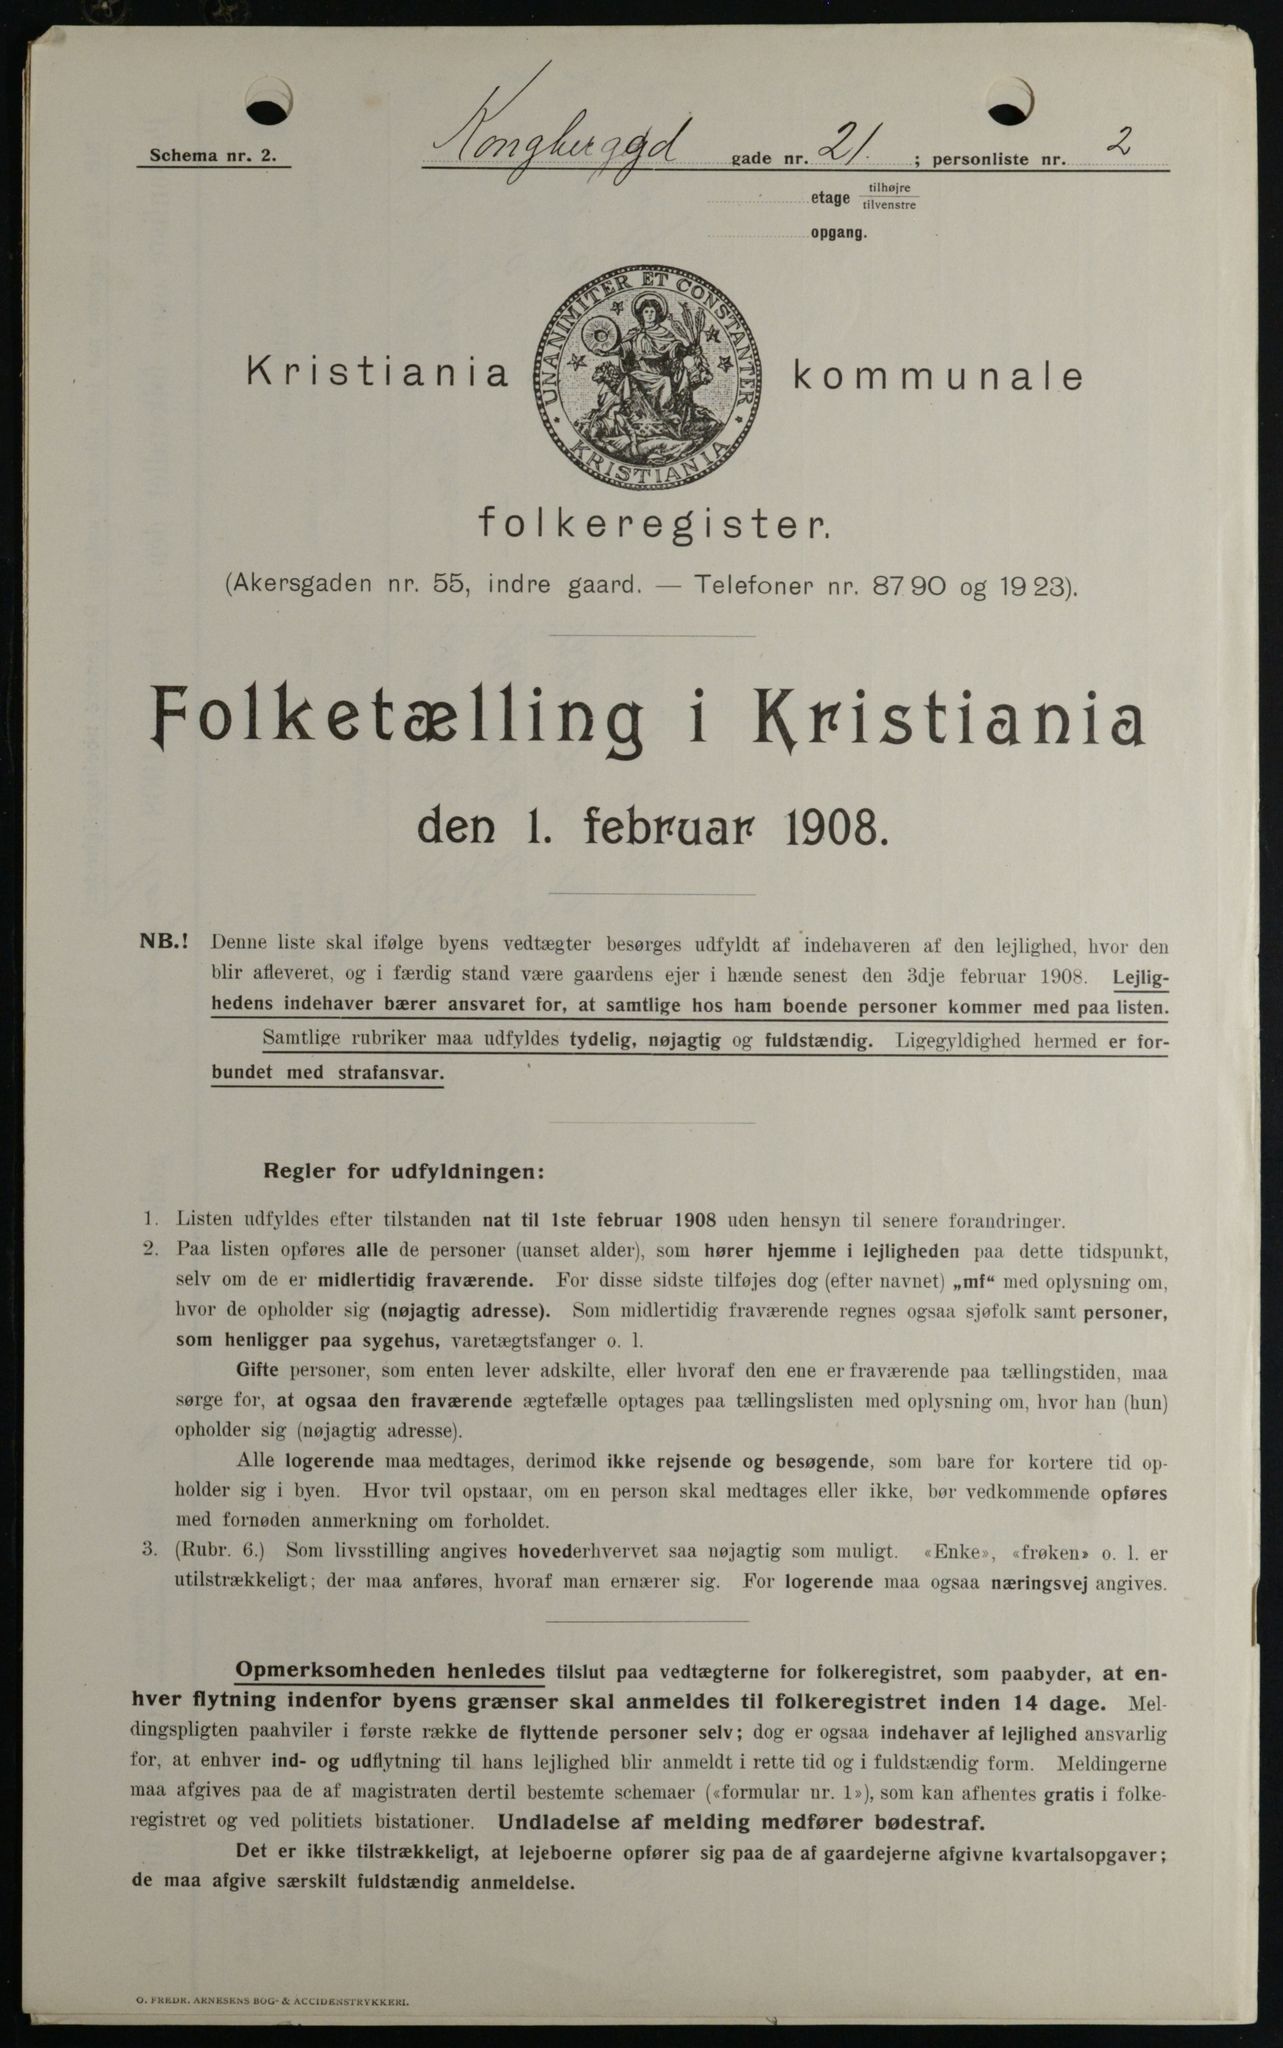 Schema nr. 2.
Kongberggd gade nr. 21. ; personliste nr. 2
etage tilhøjre
tilvenstre
opgang.
UNANIMITER ET CONSTANTER
KRISTIANIA
Kristiania kommunale
folkeregister.
(Akersgaden nr. 55, indre gaard. — Telefoner nr. 8790 og 1923).
Folketælling i Kristiania
den 1. februar 1908.
NB.! Denne liste skal ifølge byens vedtægter besørges udfyldt af indehaveren af den lejlighed, hvor den
blir afleveret, og i færdig stand være gaardens ejer i hænde senest den 3dje februar 1908. Lejlig-
hedens indehaver bærer ansvaret for, at samtlige hos ham boende personer kommer med paa listen.
Samtlige rubriker maa udfyldes tydelig, nøjagtig og fuldstændig. Ligegyldighed hermed er for-
bundet med strafansvar.
Regler for udfyldningen:
1. Listen udfyldes efter tilstanden nat til 1ste februar 1908 uden hensyn til senere forandringer.
2. Paa listen opføres alle de personer (uanset alder), som hører hjemme i lejligheden paa dette tidspunkt,
selv om de er midlertidig fraværende. For disse sidste tilføjes dog (efter navnet) „mf“ med oplysning om,
hvor de opholder sig (nøjagtig adresse). Som midlertidig fraværende regnes ogsaa sjøfolk samt personer,
som henligger paa sygehus, varetægtsfanger o. l.
Gifte personer, som enten lever adskilte, eller hvoraf den ene er fraværende paa tællingstiden, maa
sørge for, at ogsaa den fraværende ægtefælle optages paa tællingslisten med oplysning om, hvor han (hun)
opholder sig (nøjagtig adresse).
Alle logerende maa medtages, derimod ikke rejsende og besøgende, som bare for kortere tid op-
holder sig i byen. Hvor tvil opstaar, om en person skal medtages eller ikke, bør vedkommende opføres
med fornøden anmerkning om forholdet.
3. (Rubr. 6.) Som livsstilling angives hovederhvervet saa nøjagtig som muligt. «Enke», «frøken» o. l. er
utilstrækkeligt; der maa anføres, hvoraf man ernærer sig. For logerende maa ogsaa næringsvej angives.
Opmerksomheden henledes tilslut paa vedtægterne for folkeregistret, som paabyder, at en-
hver flytning indenfor byens grænser skal anmeldes til folkeregistret inden 14 dage. Mel-
dingspligten paahviler i første række de flyttende personer selv; dog er ogsaa indehaver af lejlighed ansvarlig
for, at enhver ind- og udflytning til hans lejlighed blir anmeldt i rette tid og i fuldstændig form. Meldingerne
maa afgives paa de af magistraten dertil bestemte schemaer («formular nr. 1»), som kan afhentes gratis i folke-
registret og ved politiets bistationer. Undladelse af melding medfører bødestraf.
Det er ikke tilstrækkeligt, at lejeboerne opfører sig paa de af gaardejerne afgivne kvartalsopgaver;
de maa afgive særskilt fuldstændig anmeldelse.
O. FREDR. ARNESENS BOG- & ACCIDENSTRYKKERI.